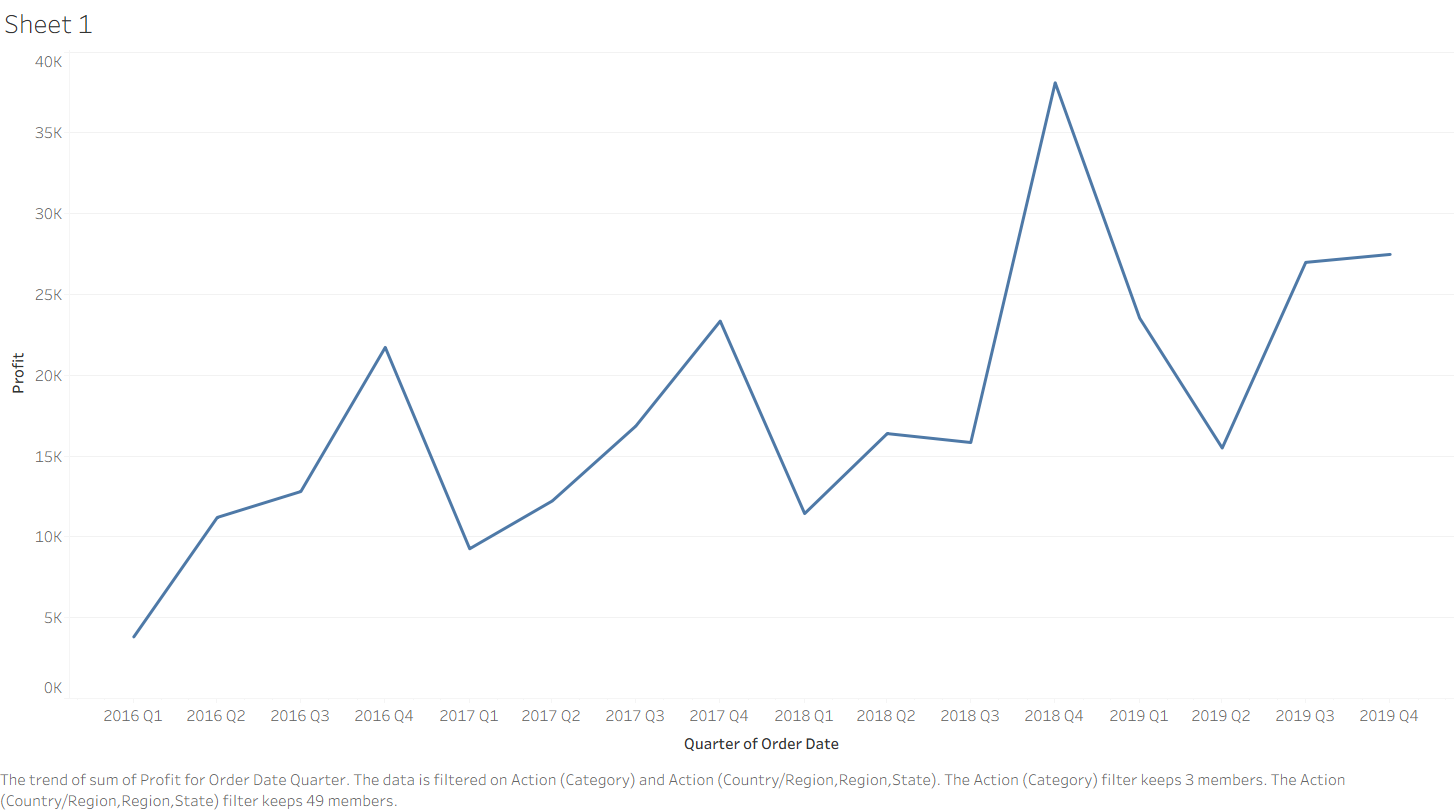 Sheet 1
40K
35K
30K
25K
20K
15K
10K
5K
0K
Profit
2016 Q1 2016 Q2 2016 Q3 2016 Q4 2017 Q1 2017 Q2 2017 Q3 2017 Q4 2018 Q1 2018 Q2 2018 Q3 2018 Q4 2019 Q1 2019 Q2 2019 Q3 2019 Q4
Quarter of Order Date
The trend of sum of Profit for Order Date Quarter. The data is filtered on Action (Category) and Action (Country/Region,Region,State). The Action (Category) filter keeps 3 members. The Action
(Country/Region,Region,State) filter keeps 49 members.